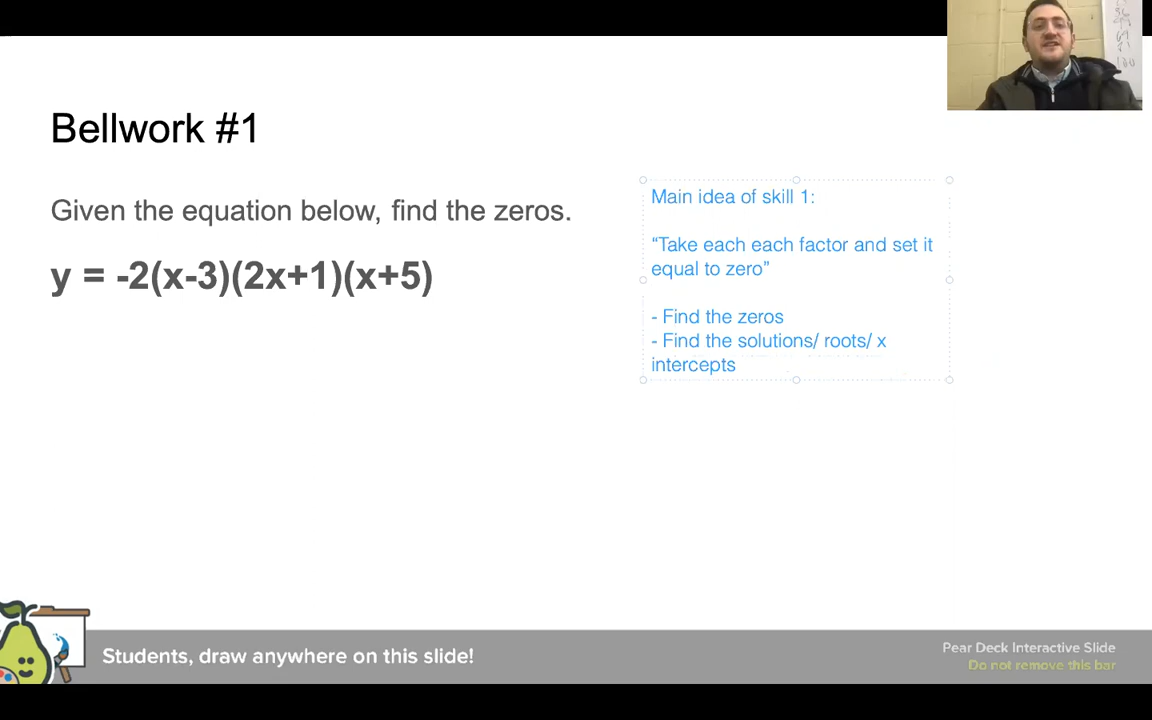 Bellwork #1
Given the equation below, find the zeros.
y = -2(x-3)(2x+1)(x+5)
Main idea of skill 1:
“Take each each factor and set it
equal to zero”
- Find the zeros
- Find the solutions/ roots/ x
intercepts
Students, draw anywhere on this slide!
Pear Deck Interactive Slide
Do not remove this bar